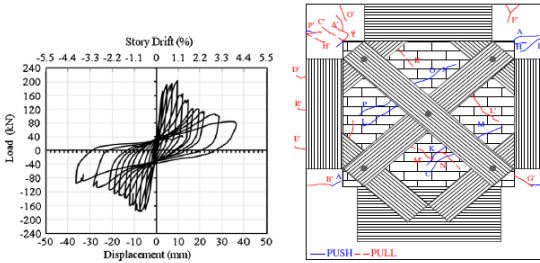 Story Drift (%)
-5.5 -4.4 -3.3 -2.2 -1.1 0 1.1 2.2 3.3 4.4 5.5
240
200
160
120
80
40
0
-40
-80
-120
-160
-200
-240
Load (kN)
-50 -40 -30 -20 -10 0 10 20 30 40 50
Displacement (mm)
O'
P' C' A'
H'
F'
A
H
D'
R'
E'
B' A
G'
O
P
L
L'
M
K
M'
N
C
PUSH PULL